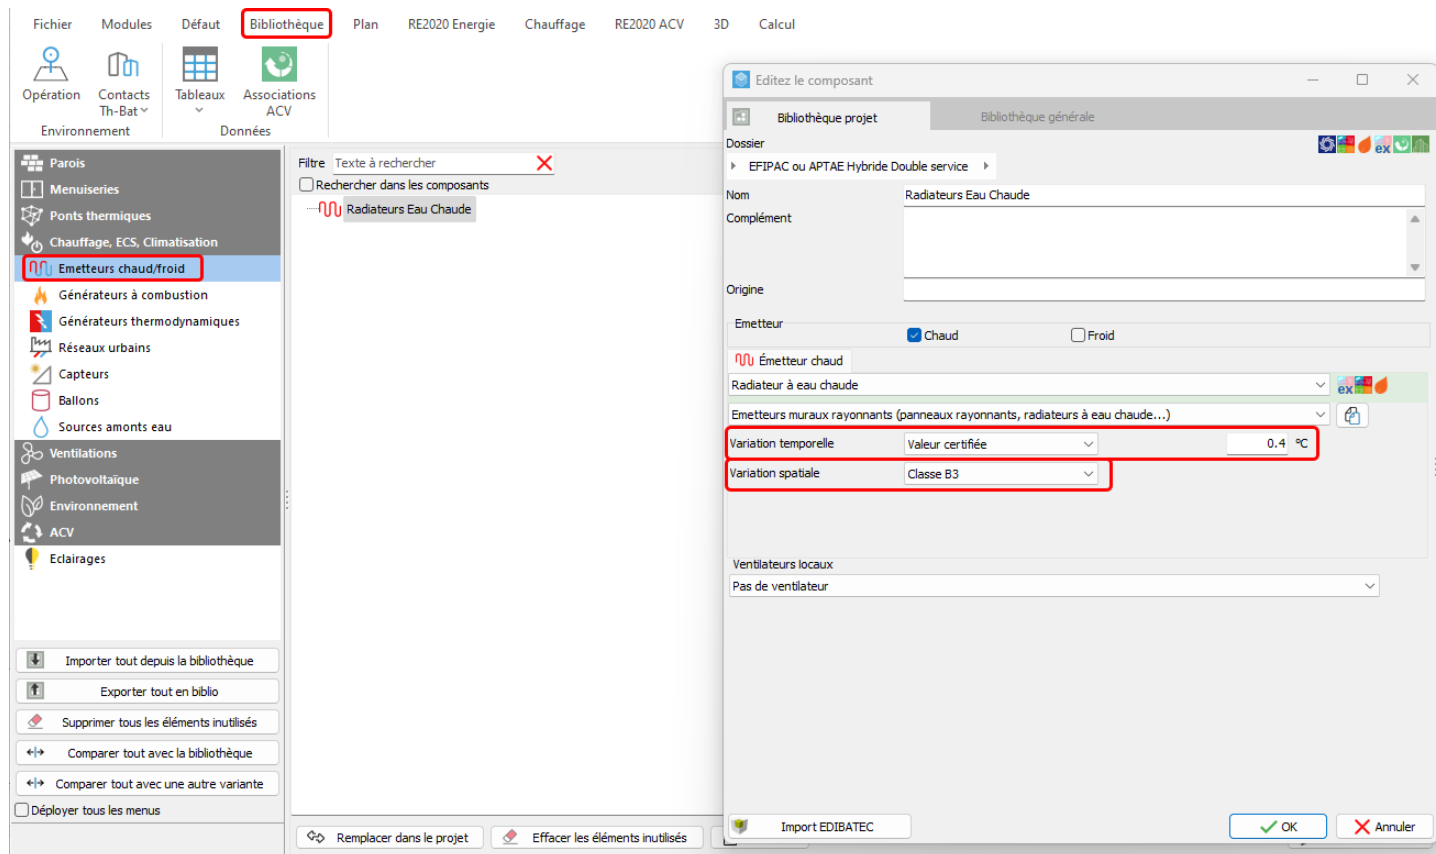 Fichier Modules Défaut Bibliothèque Plan RE2020 Energie Chauffage RE2020 ACV 3D Calcul
Opération Contacts Th-Bat Tableaux Associations ACV
Environnement Données
Parois
Menuiseries
Ponts thermiques
Chauffage, ECS, Climatisation
Emetteurs chaud/froid
Générateurs à combustion
Générateurs thermodynamiques
Réseaux urbains
Capteurs
Ballons
Sources amonts eau
Ventilations
Photovoltaïque
Environnement
ACV
Eclairages
Importer tout depuis la bibliothèque
Exporter tout en biblio
Supprimer tous les éléments inutilisés
Comparer tout avec la bibliothèque
Comparer tout avec une autre variante
Déployer tous les menus
Filtre Texte à rechercher
Rechercher dans les composants
Radiateurs Eau Chaude
Remplacer dans le projet Effacer les éléments inutilisés
Editez le composant
Bibliothèque projet Bibliothèque générale
Dossier
EFIPAC ou APTAE Hybride Double service
ex
Nom Radiateurs Eau Chaude
Complément
Origine
Emetteur
Chaud Froid
Émetteur chaud
Radiateur à eau chaude
ex
Emetteurs muraux rayonnants (panneaux rayonnants, radiateurs à eau chaude...)
Variation temporelle Valeur certifiée 0.4 °C
Variation spatiale Classe B3
Ventilateurs locaux
Pas de ventilateur
Import EDIBATEC OK Annuler